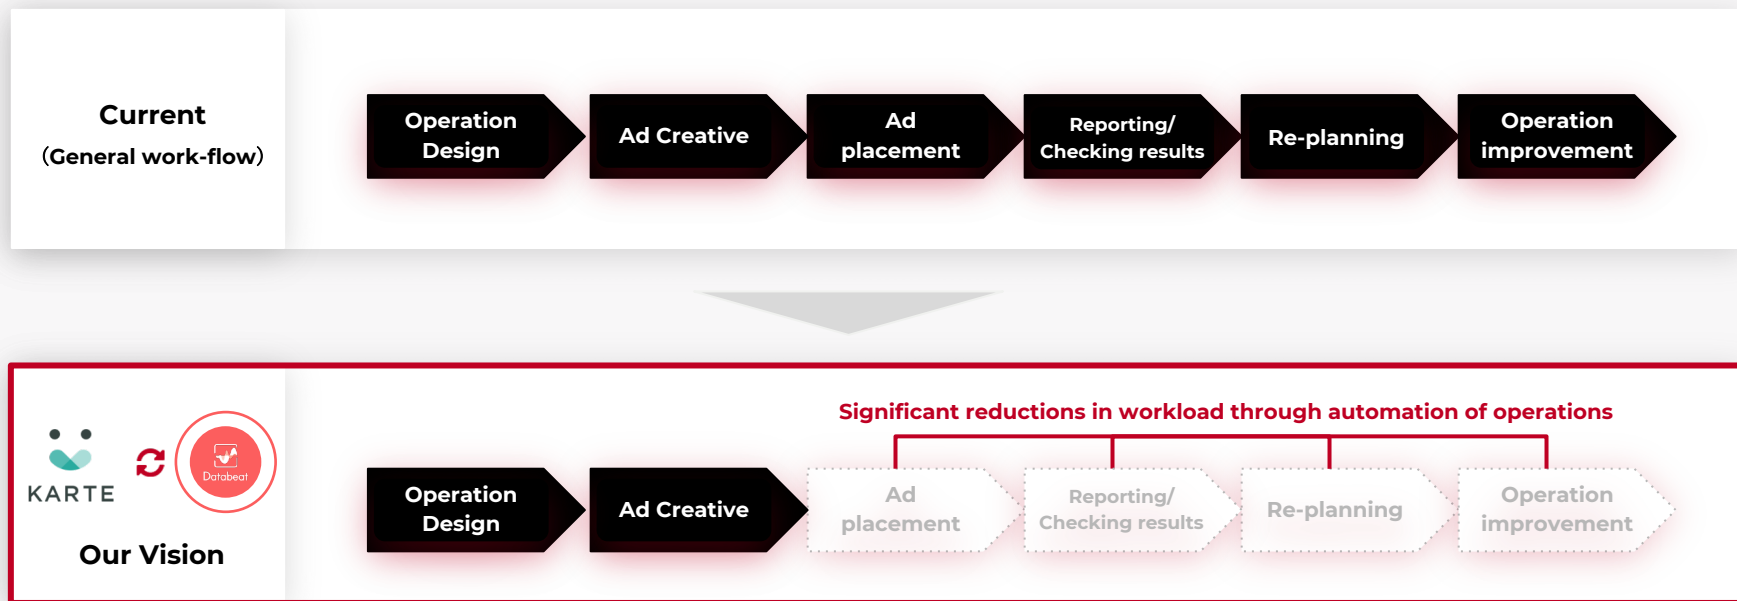 Current
（General work-flow）
Operation
Design
Ad Creative
Ad
placement
Reporting/
Checking results
Re-planning
Operation
improvement
Significant reductions in workload through automation of operations
KARTE
Databeat
Our Vision
Operation
Design
Ad Creative
Ad
placement
Reporting/
Checking results
Re-planning
Operation
improvement